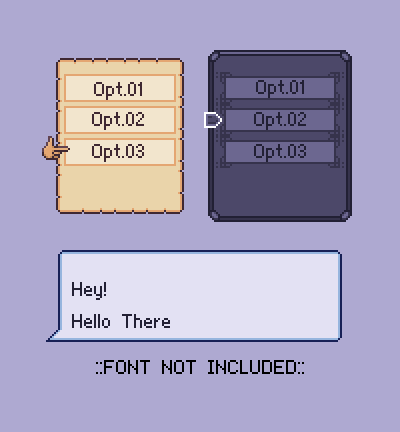 Opt.01
Opt.02
Opt.03
Opt.01
Opt.02
Opt.03
Hey!
Hello There
::FONT NOT INCLUDED::